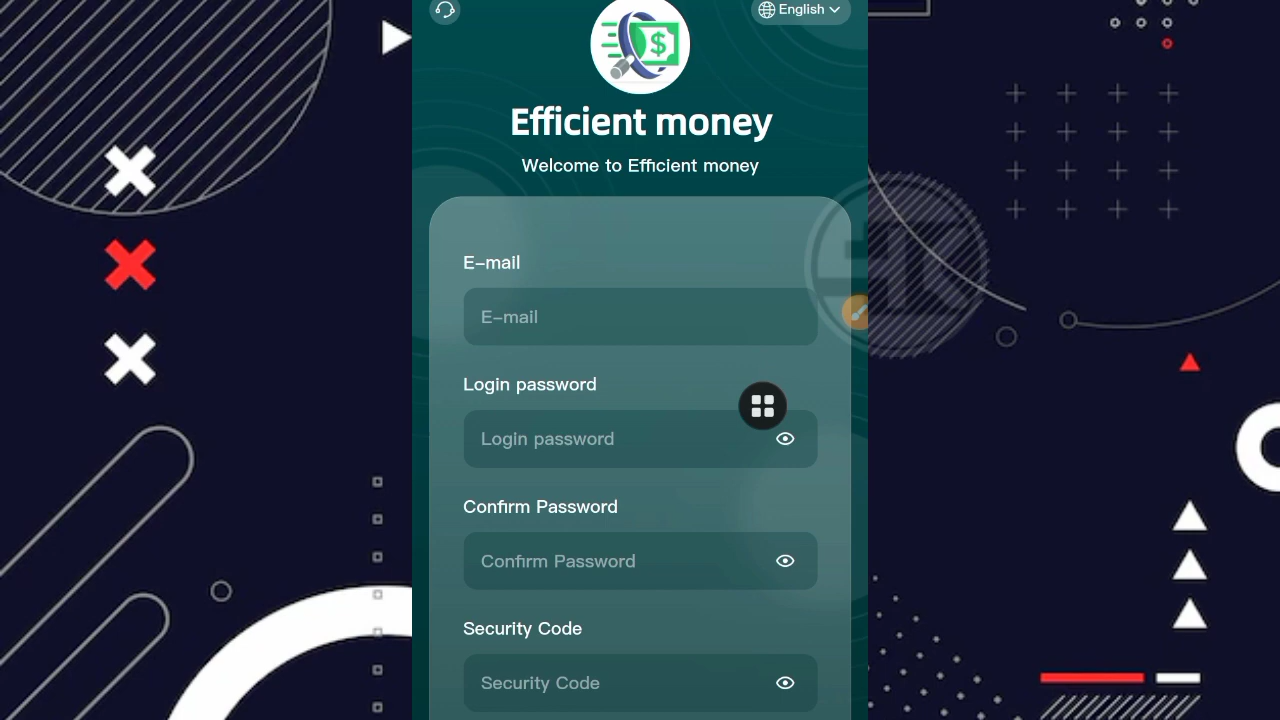 English
$
Efficient money
Welcome to Efficient money
E-mail
E-mail
Login password
Login password
Confirm Password
Confirm Password
Security Code
Security Code